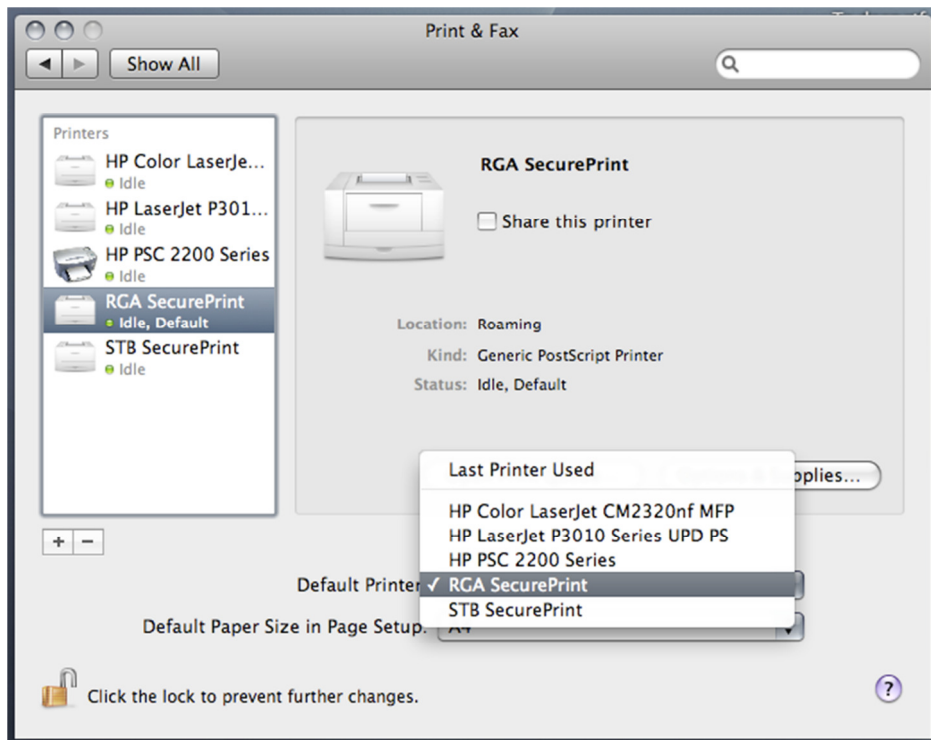 Print & Fax
Show All
Printers
HP Color LaserJe...
Idle
HP LaserJet P301...
Idle
HP PSC 2200 Series
Idle
RGA SecurePrint
Idle, Default
STB SecurePrint
Idle
RGA SecurePrint
Share this printer
Location: Roaming
Kind: Generic PostScript Printer
Status: Idle, Default
Last Printer Used
HP Color LaserJet CM2320nf MFP
HP LaserJet P3010 Series UPD PS
HP PSC 2200 Series
Default Printer ✓ RGA SecurePrint
STB SecurePrint
Default Paper Size in Page Setup: A4
Click the lock to prevent further changes.
?